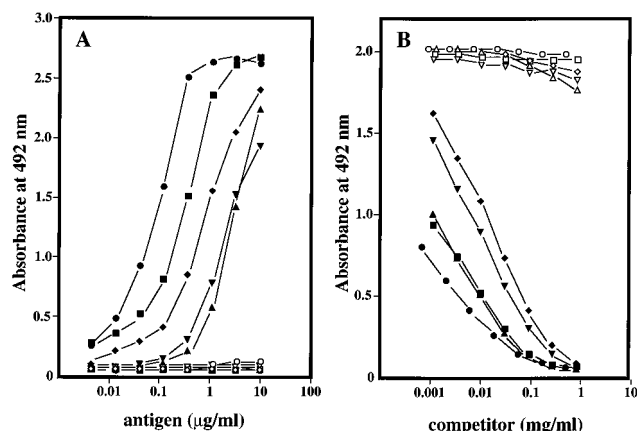 A
B
3.0
2.5
2.0
1.5
1.0
0.5
0
Absorbance at 492 nm
0.01 0.1 1 10 100
antigen (µg/ml)
2.0
1.5
1.0
0.5
0
Absorbance at 492 nm
0.001 0.01 0.1 1 10
competitor (mg/ml)